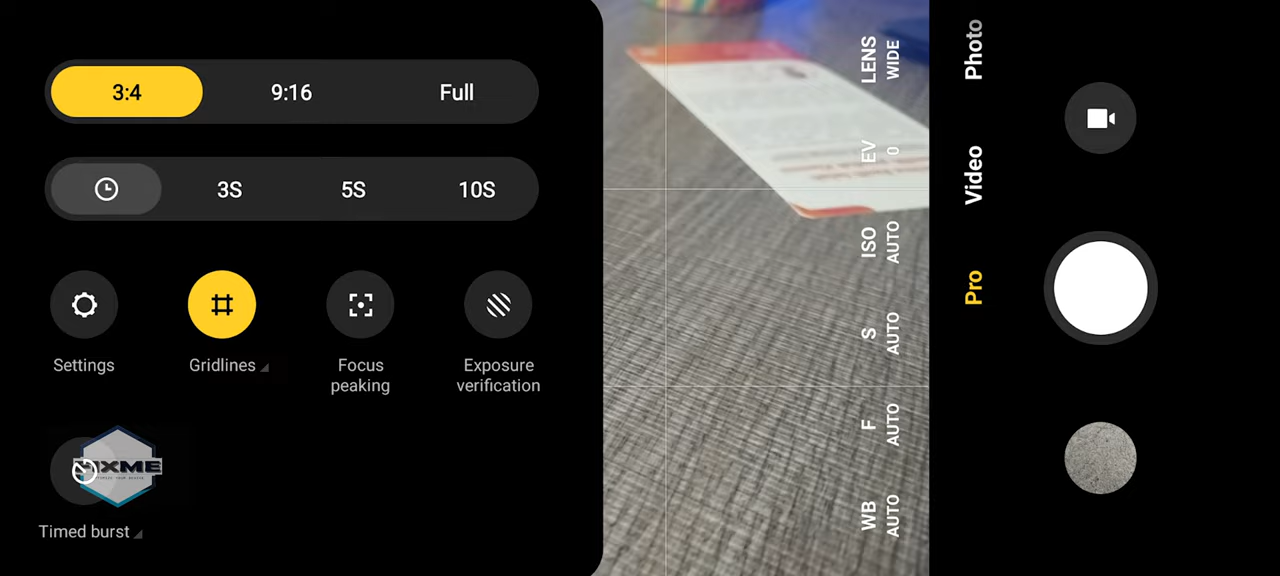 3:4 9:16 Full
3S 5S 10S
Settings Gridlines Focus peaking Exposure verification
Timed burst
LENS
WIDE
EV
0
ISO
AUTO
S
AUTO
F
AUTO
WB
AUTO
Photo
Video
Pro